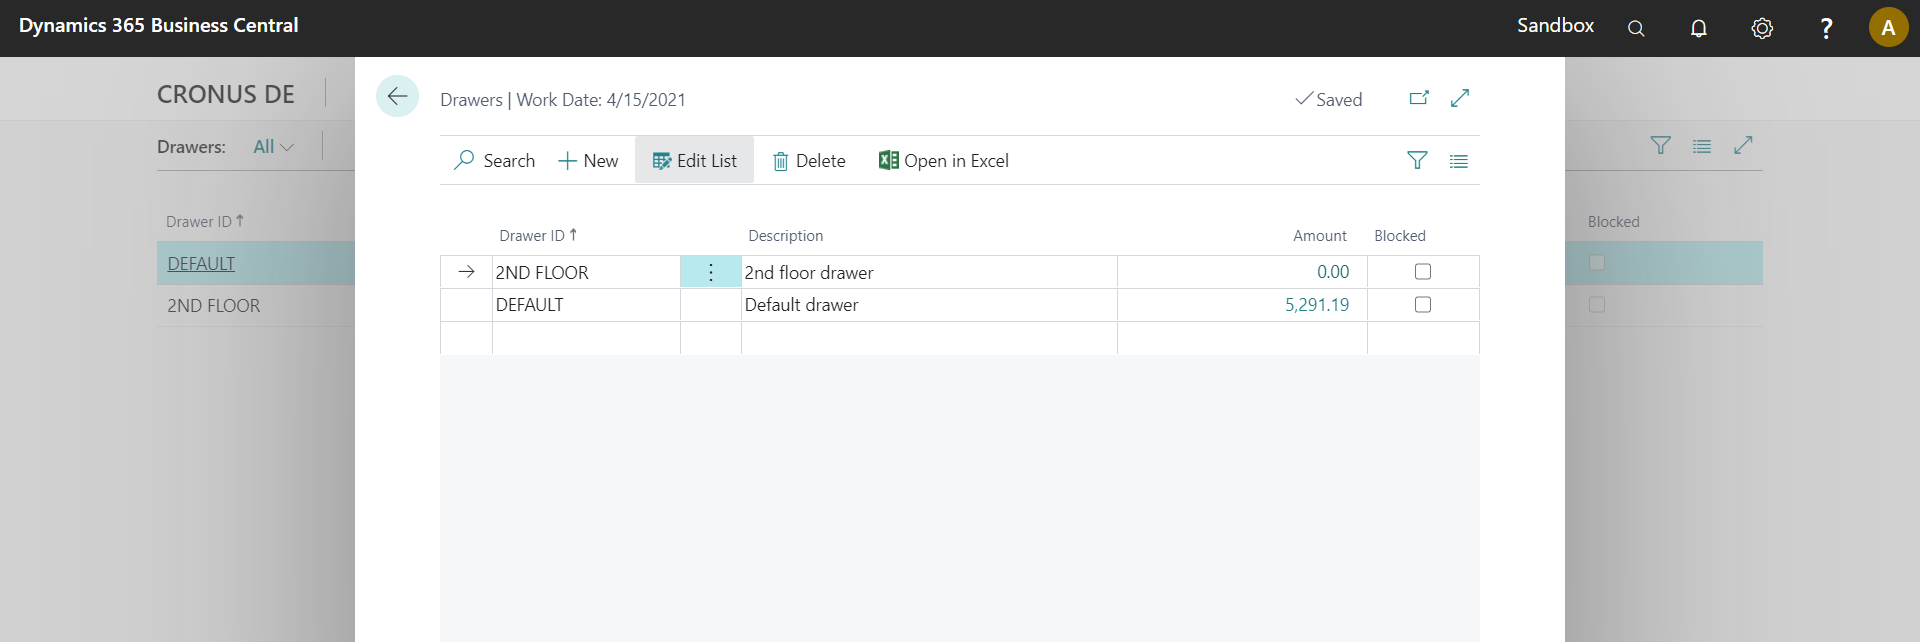 Dynamics 365 Business Central
Sandbox
?
A
CRONUS DE
Drawers: All
Drawer ID ↑
DEFAULT
2ND FLOOR
Drawers | Work Date: 4/15/2021
✓Saved
Search
+ New
Edit List
Delete
Open in Excel
Drawer ID ↑ Description Amount Blocked
→ 2ND FLOOR ⋮ 2nd floor drawer 0.00
DEFAULT Default drawer 5,291.19
Blocked